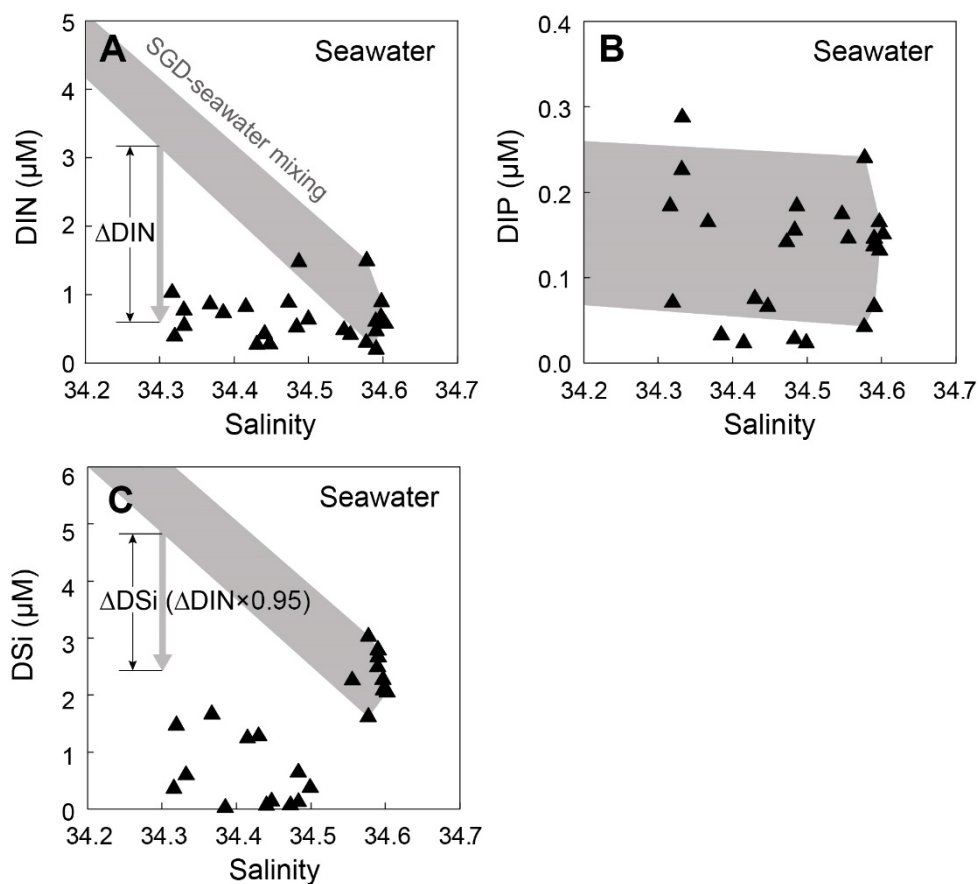 A
Seawater
SGD-seawater mixing
ΔDIN
DIN (μM)
5
4
3
2
1
0
34.2 34.3 34.4 34.5 34.6 34.7
Salinity
B
Seawater
DIP (μM)
0.4
0.3
0.2
0.1
0.0
34.2 34.3 34.4 34.5 34.6 34.7
Salinity
C
Seawater
ΔDSi (ΔDIN×0.95)
DSi (μM)
6
5
4
3
2
1
0
34.2 34.3 34.4 34.5 34.6 34.7
Salinity